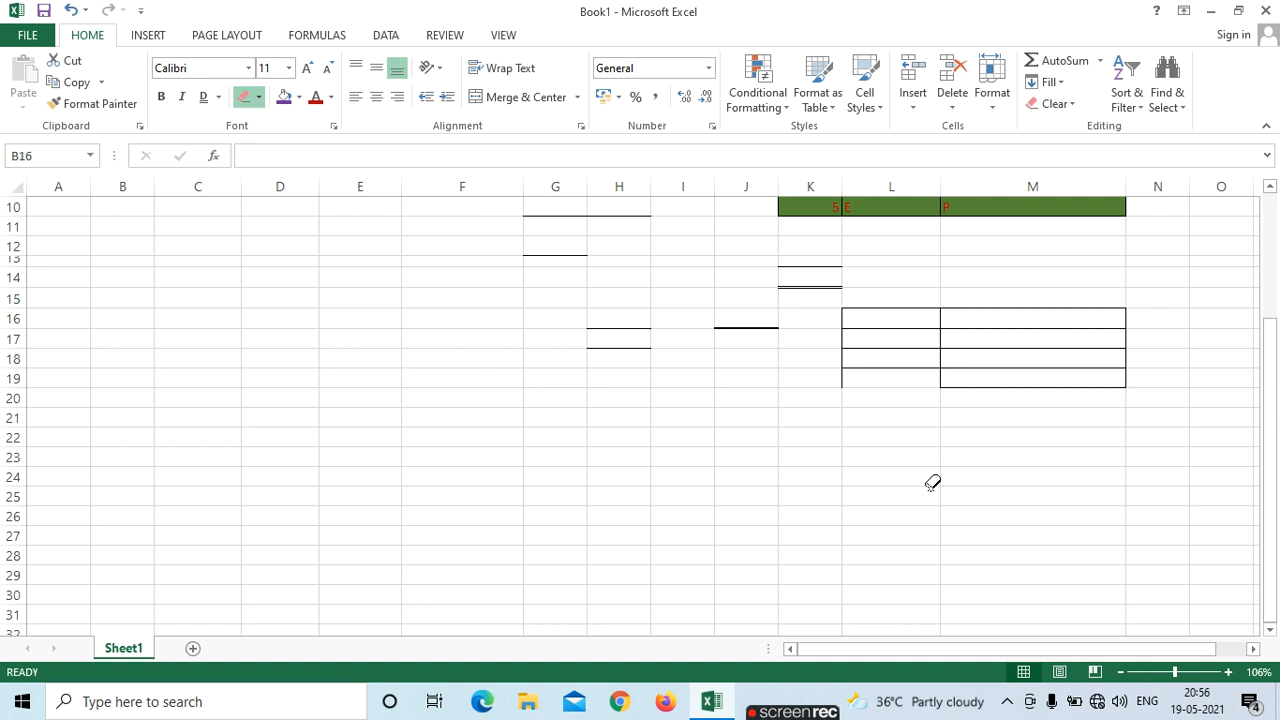 Book1 - Microsoft Excel
?
FILE HOME INSERT PAGE LAYOUT FORMULAS DATA REVIEW VIEW Sign in
Paste
Cut
Copy
Format Painter
Clipboard
Calibri 11
B I D
A A A
Font
Wrap Text
Merge & Center
Alignment
General
% ,
Number
Conditional Formatting
Format as Table
Cell Styles
Styles
Insert Delete Format
Cells
AutoSum
Fill
Clear
Sort & Filter
Find & Select
Editing
B16 fx
A B C D E F G H I J K L M N O
10 5 E P
11
12
13
14
15
16
17
18
19
20
21
22
23
24
25
26
27
28
29
30
31
32
Sheet1
READY 106%
Type here to search
screenrec
36°C Partly cloudy
ENG
20:56
19-05-2021
4